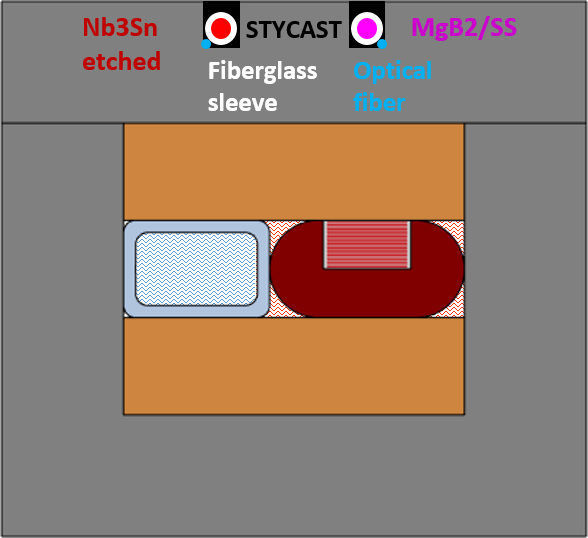 Nb3Sn
etched
STYCAST
MgB2/SS
Fiberglass
sleeve
Optical
fiber